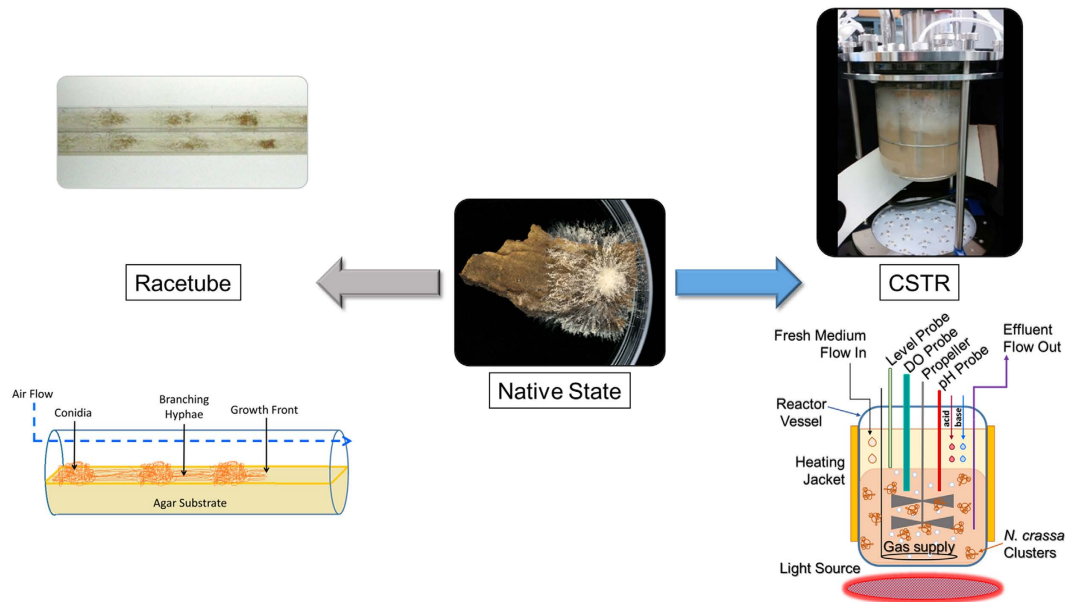 Racetube
Native State
CSTR
Air Flow
Conidia
Branching
Hyphae
Growth Front
Agar Substrate
Fresh Medium
Flow In
Level Probe
DO Probe
Propeller
pH Probe
Effluent
Flow Out
Reactor
Vessel
acid
base
Heating
Jacket
Gas supply
N. crassa
Clusters
Light Source